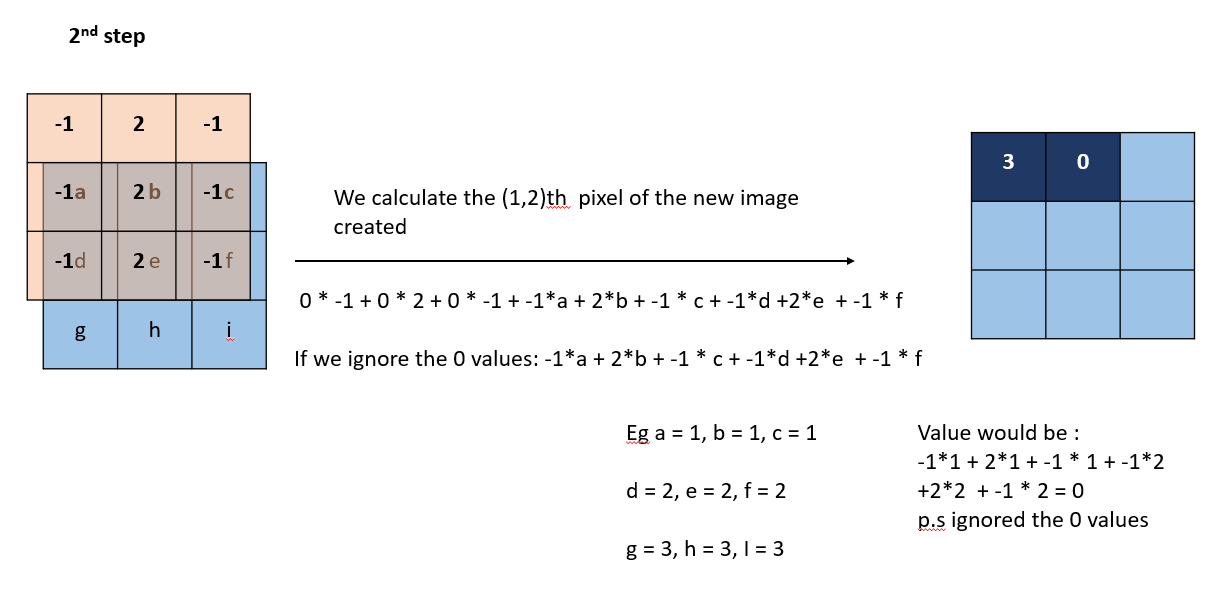 2nd step
-1 2 -1
-1a 2 b -1c
-1d 2 e -1 f
g h i
We calculate the (1,2)th pixel of the new image
created
0 * -1 + 0 * 2 + 0 * -1 + -1*a + 2*b + -1 * c + -1*d +2*e + -1 * f
If we ignore the 0 values: -1*a + 2*b + -1 * c + -1*d +2*e + -1 * f
3 0
Eg a = 1, b = 1, c = 1
d = 2, e = 2, f = 2
g = 3, h = 3, I = 3
Value would be :
-1*1 + 2*1 + -1 * 1 + -1*2
+2*2 + -1 * 2 = 0
p.s ignored the 0 values